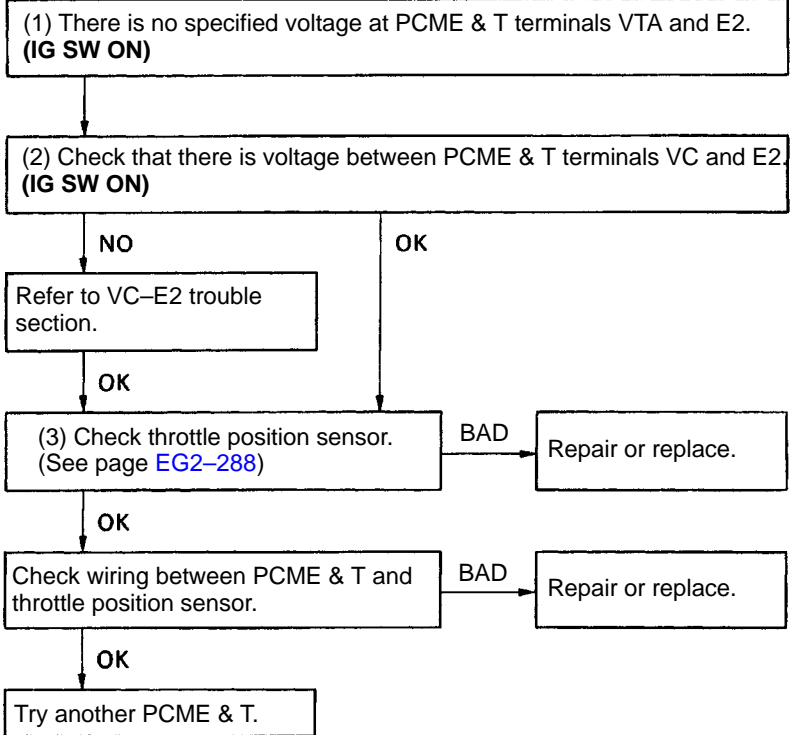 (1) There is no specified voltage at PCME & T terminals VTA and E2.
(IG SW ON)
(2) Check that there is voltage between PCME & T terminals VC and E2.
(IG SW ON)
NO
OK
Refer to VC–E2 trouble
section.
OK
(3) Check throttle position sensor.
(See page EG2–288)
BAD
Repair or replace.
OK
Check wiring between PCME & T and
throttle position sensor.
BAD
Repair or replace.
OK
Try another PCME & T.